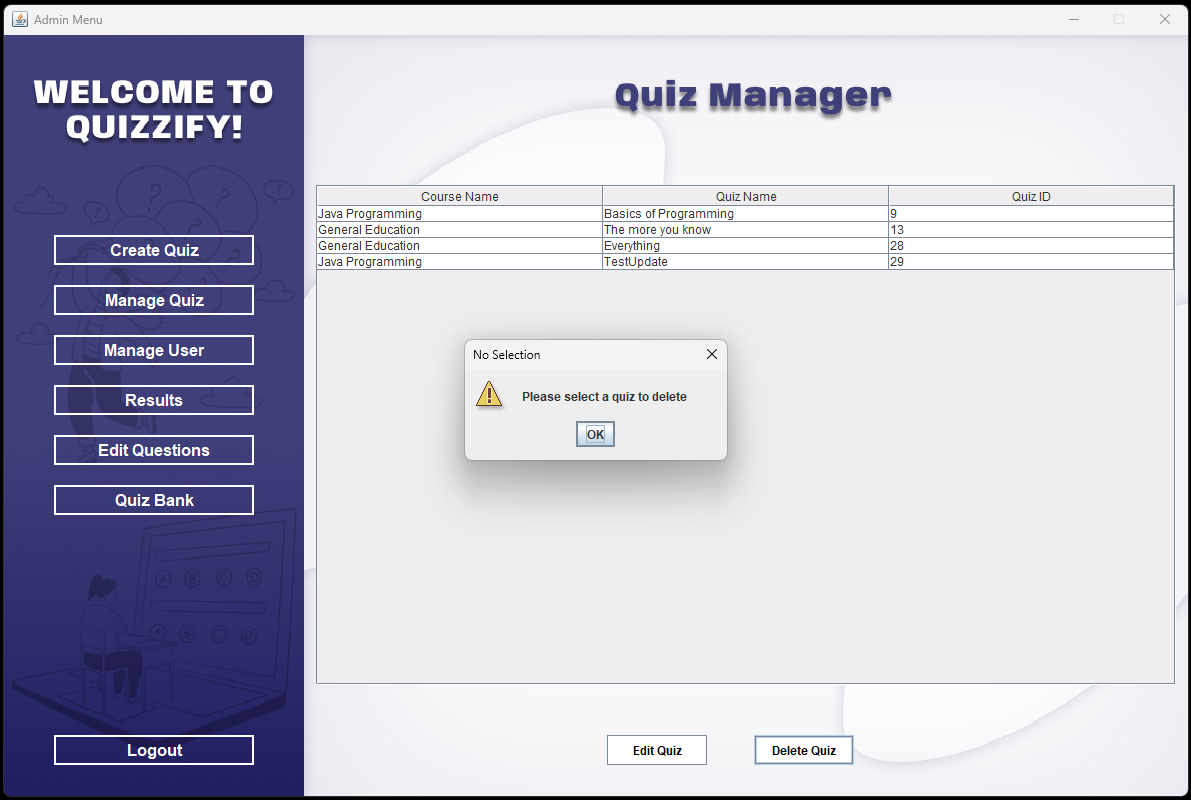 Admin Menu
WELCOME TO
QUIZZIFY!
Create Quiz
Manage Quiz
Manage User
Results
Edit Questions
Quiz Bank
Logout
Quiz Manager
Course Name Quiz Name Quiz ID
Java Programming Basics of Programming 9
General Education The more you know 13
General Education Everything 28
Java Programming TestUpdate 29
No Selection
Please select a quiz to delete
OK
Edit Quiz Delete Quiz
? ? ? ?
A B C D
A B C D